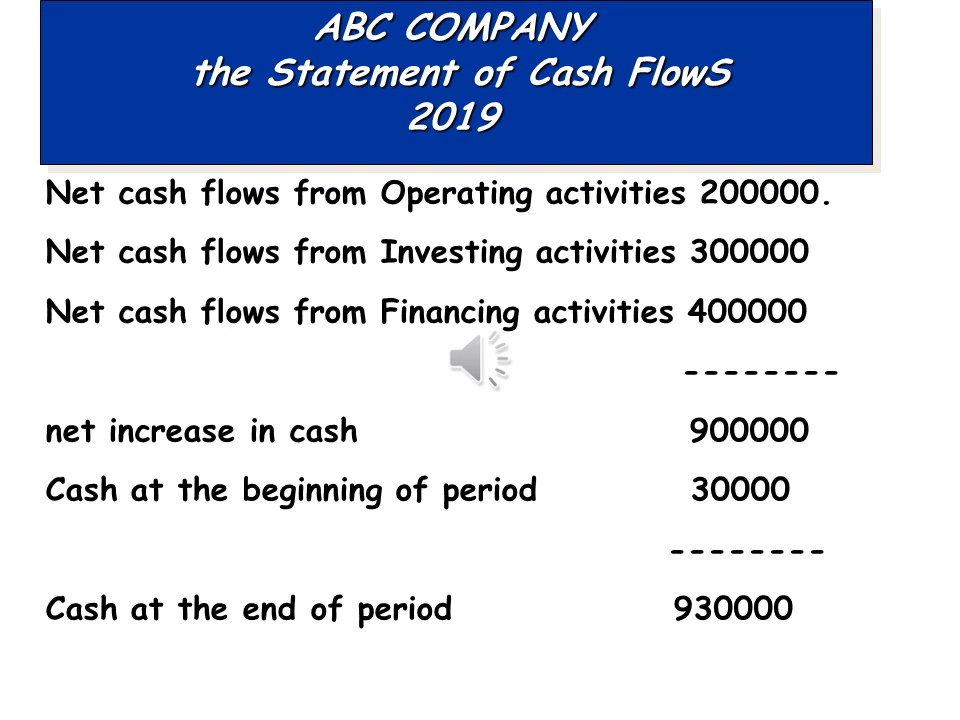 ABC COMPANY
the Statement of Cash FlowS
2019
Net cash flows from Operating activities 200000.
Net cash flows from Investing activities 300000
Net cash flows from Financing activities 400000
--------
net increase in cash 900000
Cash at the beginning of period 30000
--------
Cash at the end of period 930000